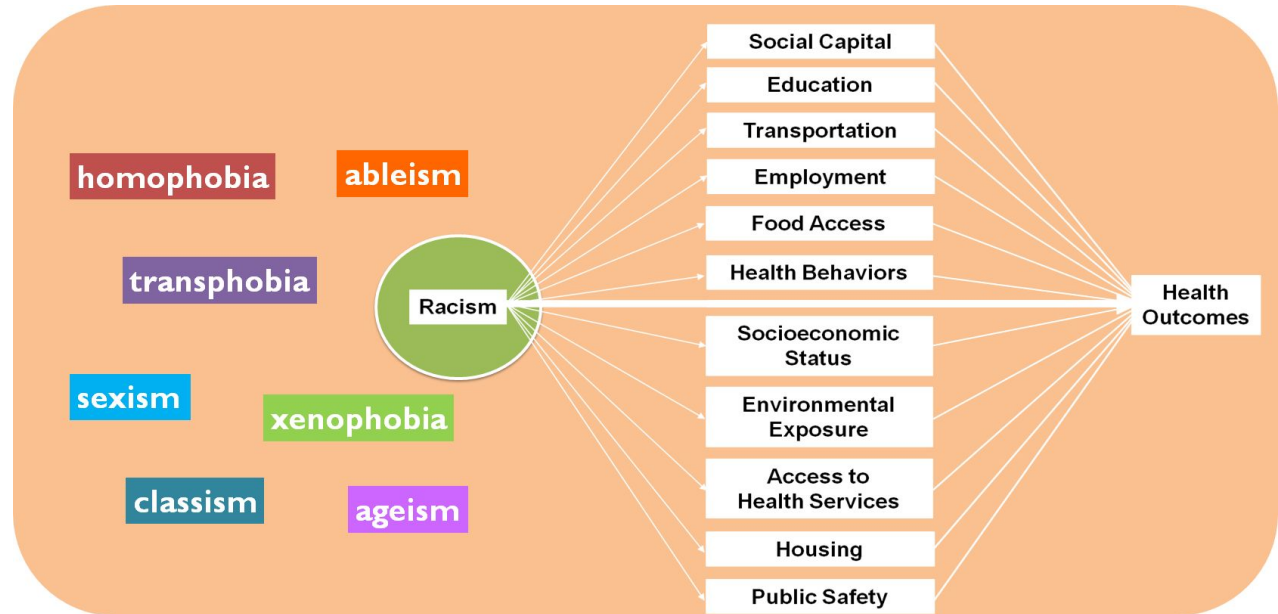 homophobia
ableism
transphobia
Racism
sexism
xenophobia
classism
ageism
Social Capital
Education
Transportation
Employment
Food Access
Health Behaviors
Socioeconomic
Status
Environmental
Exposure
Access to
Health Services
Housing
Public Safety
Health
Outcomes